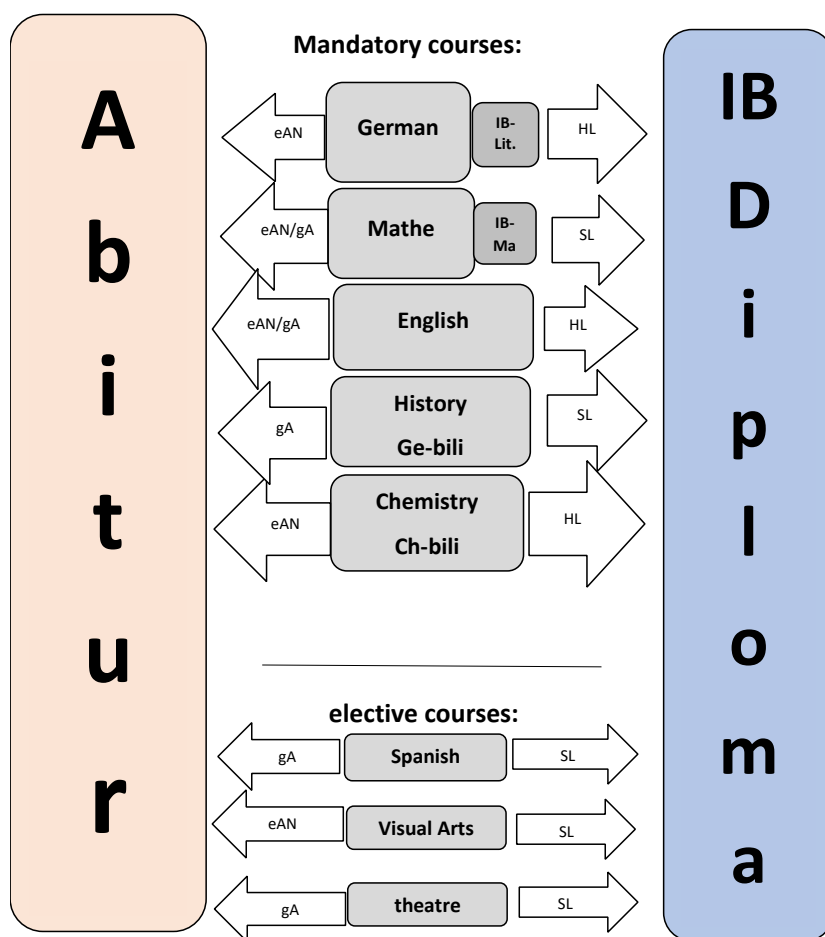 Abitur
Mandatory courses:
eAN
German
IB-
Lit.
HL
eAN/gA
Mathe
IB-
Ma
SL
eAN/gA
English
HL
gA
History
Ge-bili
SL
eAN
Chemistry
Ch-bili
HL
elective courses:
gA
Spanish
SL
eAN
Visual Arts
SL
gA
theatre
SL
IB
Diploma